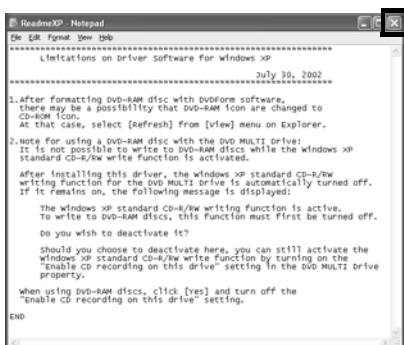 ReadmeXP - Notepad
File Edit Format View Help
**********************************************************************
Limitations on Driver Software for Windows XP
July 30, 2002
**********************************************************************
1.After formatting DVD-RAM disc with DVDForm software,
there may be a possibility that DVD-RAM icon are changed to
CD-ROM icon.
At that case, select [Refresh] from [View] menu on Explorer.
2.Note for using a DVD-RAM disc with the DVD MULTI Drive:
It is not possible to write to DVD-RAM discs while the Windows XP
standard CD-R/RW write function is activated.
After installing this driver, the Windows XP standard CD-R/RW
writing function for the DVD MULTI Drive is automatically turned off.
If it remains on, the following message is displayed:
The Windows XP standard CD-R/RW writing function is active.
To write to DVD-RAM discs, this function must first be turned off.
Do you wish to deactivate it?
Should you choose to deactivate here, you can still activate the
Windows XP standard CD-R/RW write function by turning on the
"Enable CD recording on this drive" setting in the DVD MULTI Drive
property.
When using DVD-RAM discs, click [Yes] and turn off the
"Enable CD recording on this drive" setting.
END